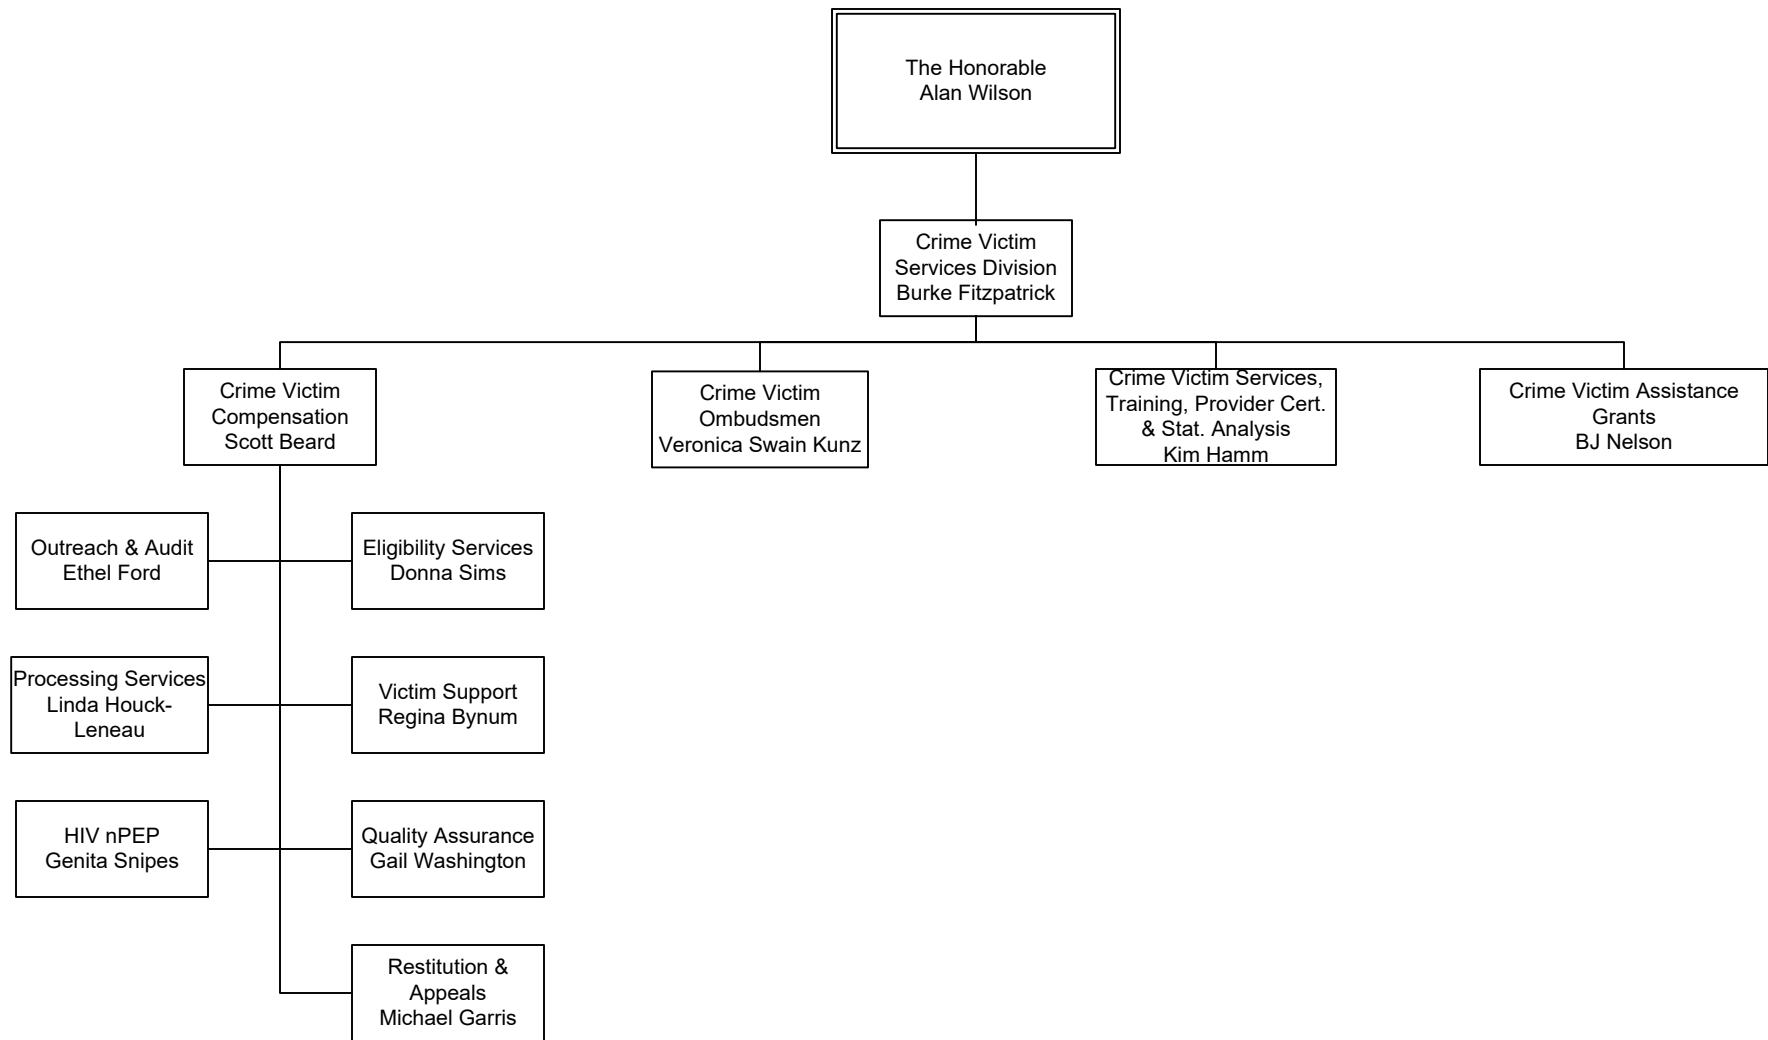 The Honorable
Alan Wilson
Crime Victim
Services Division
Burke Fitzpatrick
Crime Victim
Compensation
Scott Beard
Crime Victim
Ombudsmen
Veronica Swain Kunz
Crime Victim Services,
Training, Provider Cert.
& Stat. Analysis
Kim Hamm
Crime Victim Assistance
Grants
BJ Nelson
Outreach & Audit
Ethel Ford
Eligibility Services
Donna Sims
Processing Services
Linda Houck-
Leneau
Victim Support
Regina Bynum
HIV nPEP
Genita Snipes
Quality Assurance
Gail Washington
Restitution &
Appeals
Michael Garris